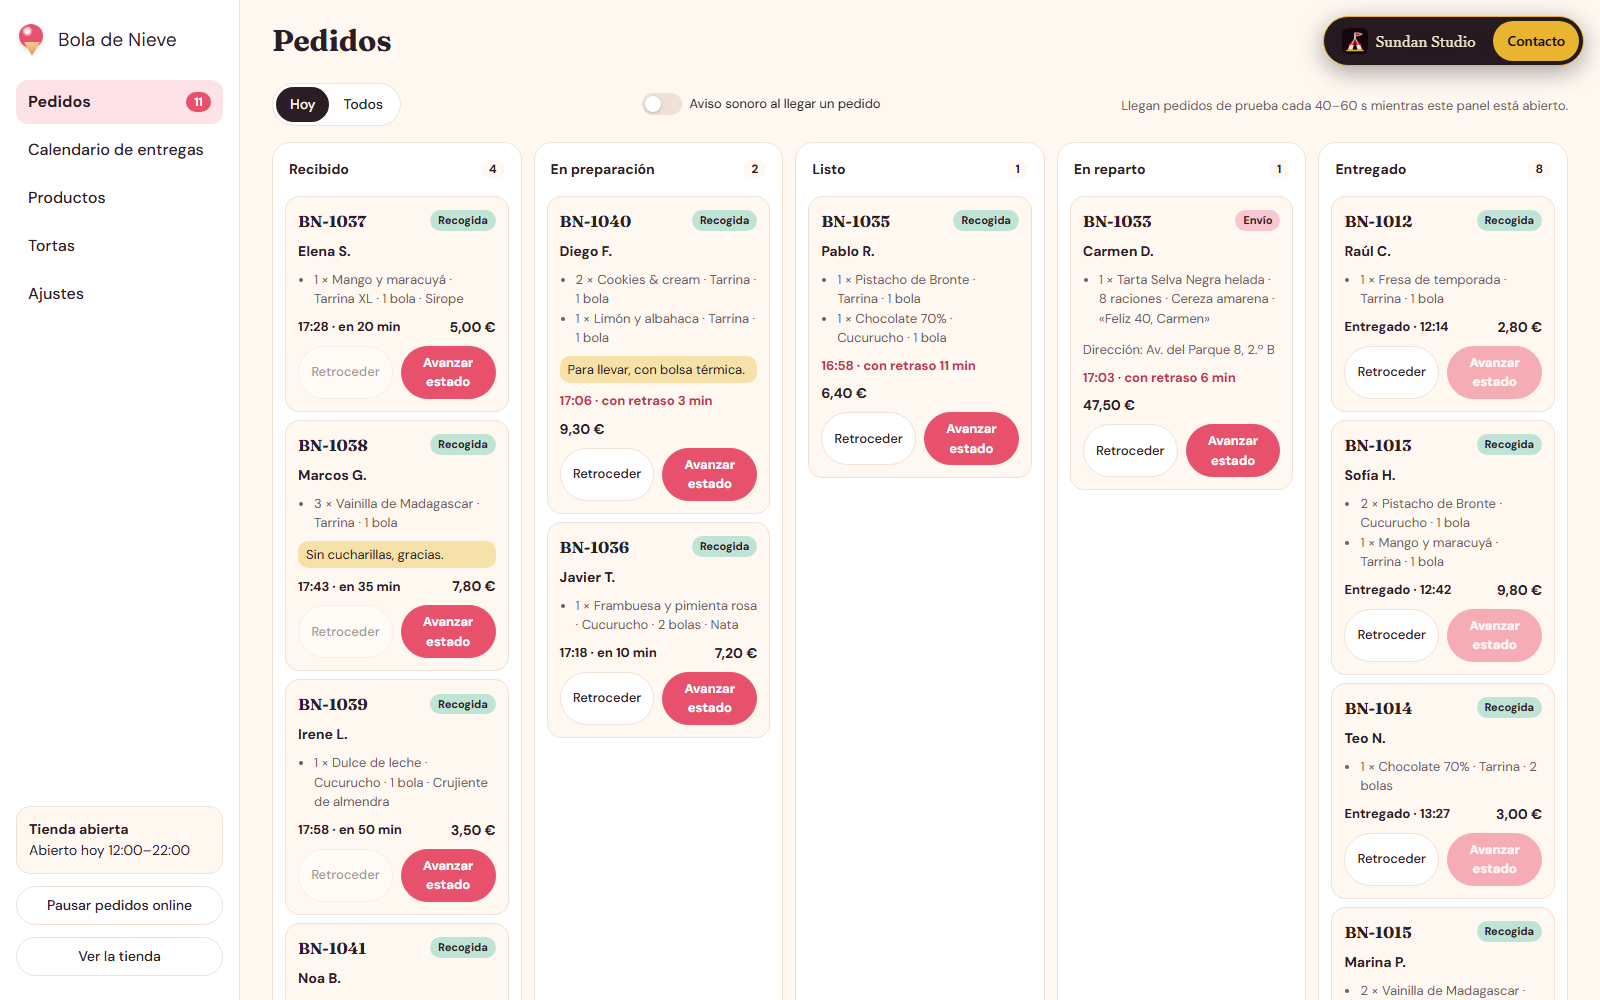 Bola de Nieve
Pedidos
11
Calendario de entregas
Productos
Tortas
Ajustes
Tienda abierta
Abierto hoy 12:00–22:00
Pausar pedidos online
Ver la tienda
Pedidos
Sundan Studio
Contacto
Hoy
Todos
Aviso sonoro al llegar un pedido
Llegan pedidos de prueba cada 40–60 s mientras este panel está abierto.
Recibido
4
BN-1037
Recogida
Elena S.
1 × Mango y maracuyá ·
Tarrina XL · 1 bola · Sirope
17:28 · en 20 min
5,00 €
Retroceder
Avanzar
estado
BN-1038
Recogida
Marcos G.
3 × Vainilla de Madagascar ·
Tarrina · 1 bola
Sin cucharillas, gracias.
17:43 · en 35 min
7,80 €
Retroceder
Avanzar
estado
BN-1039
Recogida
Irene L.
1 × Dulce de leche ·
Cucurucho · 1 bola · Crujiente
de almendra
17:58 · en 50 min
3,50 €
Retroceder
Avanzar
estado
BN-1041
Recogida
Noa B.
En preparación
2
BN-1040
Recogida
Diego F.
2 × Cookies & cream · Tarrina ·
1 bola
1 × Limón y albahaca · Tarrina ·
1 bola
Para llevar, con bolsa térmica.
17:06 · con retraso 3 min
9,30 €
Retroceder
Avanzar
estado
BN-1036
Recogida
Javier T.
1 × Frambuesa y pimienta rosa
· Cucurucho · 2 bolas · Nata
17:18 · en 10 min
7,20 €
Retroceder
Avanzar
estado
Listo
1
BN-1035
Recogida
Pablo R.
1 × Pistacho de Bronte ·
Tarrina · 1 bola
1 × Chocolate 70% ·
Cucurucho · 1 bola
16:58 · con retraso 11 min
6,40 €
Retroceder
Avanzar
estado
En reparto
1
BN-1033
Envío
Carmen D.
1 × Tarta Selva Negra helada ·
8 raciones · Cereza amarena ·
«Feliz 40, Carmen»
Dirección: Av. del Parque 8, 2.º B
17:03 · con retraso 6 min
47,50 €
Retroceder
Avanzar
estado
Entregado
8
BN-1012
Recogida
Raúl C.
1 × Fresa de temporada ·
Tarrina · 1 bola
Entregado · 12:14
2,80 €
Retroceder
Avanzar
estado
BN-1013
Recogida
Sofía H.
2 × Pistacho de Bronte ·
Cucurucho · 1 bola
1 × Mango y maracuyá ·
Tarrina · 1 bola
Entregado · 12:42
9,80 €
Retroceder
Avanzar
estado
BN-1014
Recogida
Teo N.
1 × Chocolate 70% · Tarrina · 2
bolas
Entregado · 13:27
3,00 €
Retroceder
Avanzar
estado
BN-1015
Recogida
Marina P.
2 × Vainilla de Madagascar ·